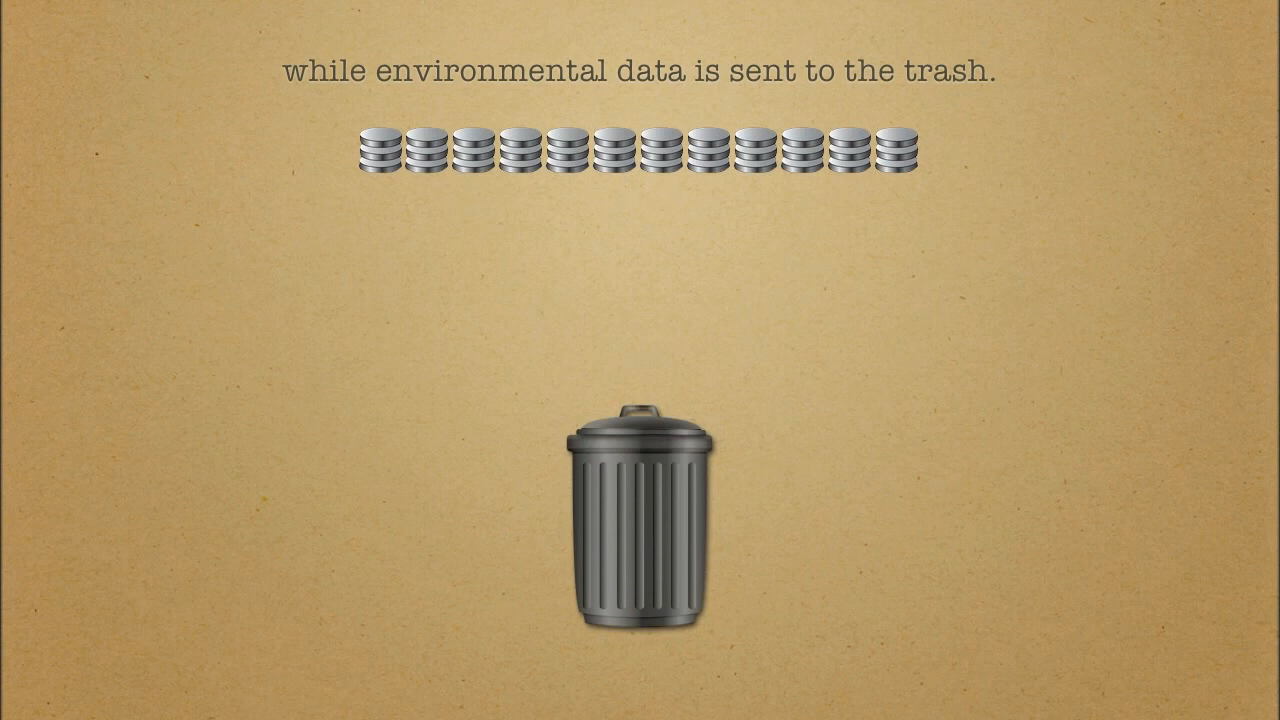 while environmental data is sent to the trash.